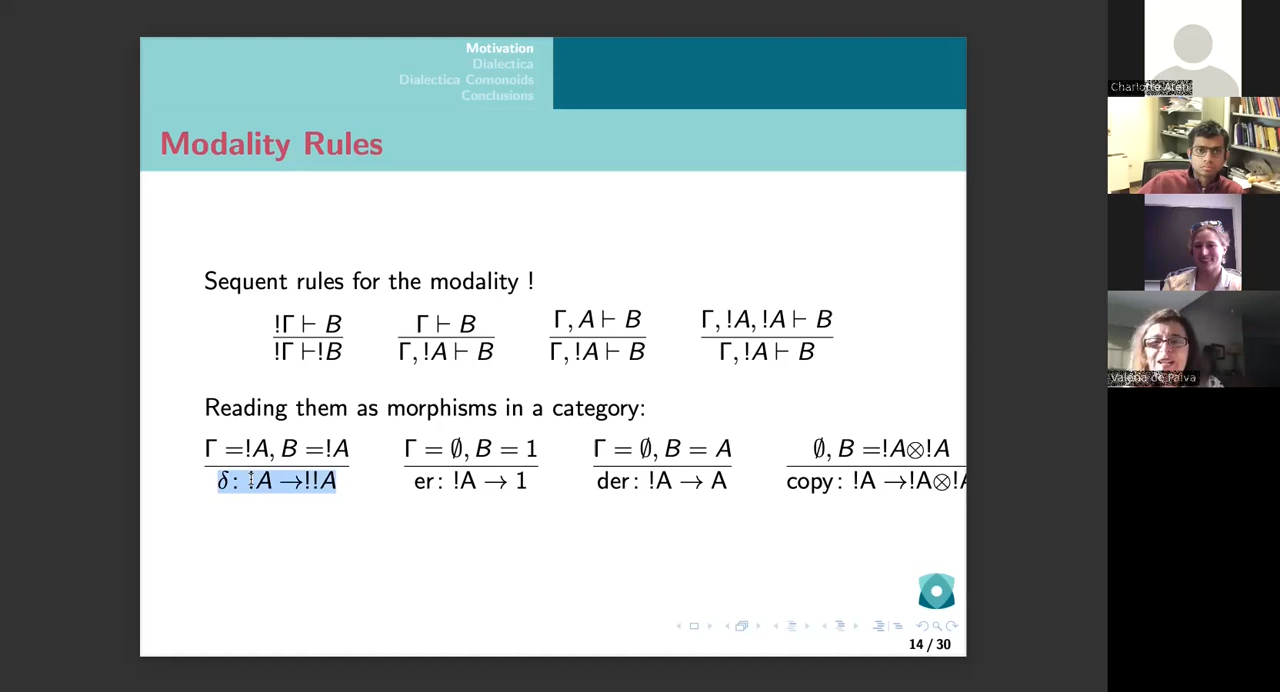 Motivation
Dialectica
Dialectica Comonoids
Conclusions
Modality Rules
Sequent rules for the modality !
!Γ ⊢ B
!Γ ⊢!B
Γ ⊢ B
Γ, !A ⊢ B
Γ, A ⊢ B
Γ, !A ⊢ B
Γ, !A, !A ⊢ B
Γ, !A ⊢ B
Reading them as morphisms in a category:
Γ =!A, B =!A
δ: !A →!!A
Γ = ∅, B = 1
er: !A → 1
Γ = ∅, B = A
der: !A → A
∅, B =!A⊗!A
copy: !A →!A⊗!A
14 / 30
Charlotte Aten
Valeria de Paiva